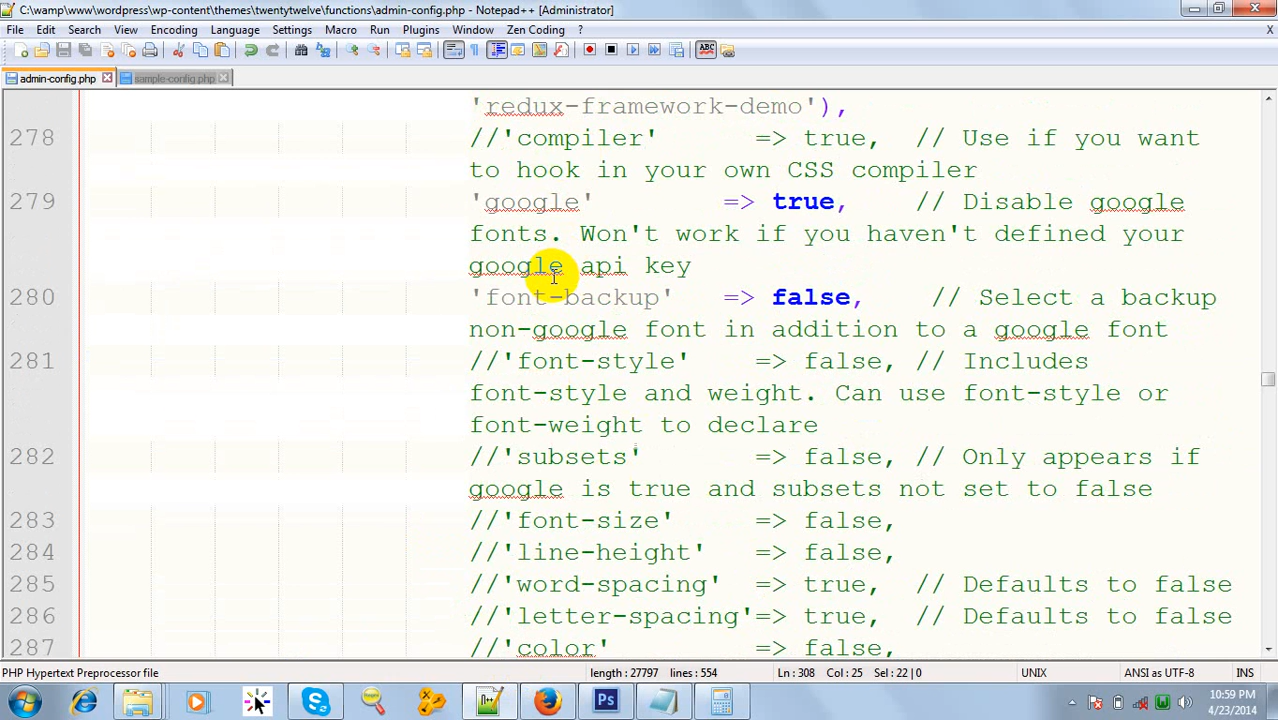 C:\wamp\www\wordpress\wp-content\themes\twentytwelve\functions\admin-config.php - Notepad++ [Administrator]
File Edit Search View Encoding Language Settings Macro Run Plugins Window Zen Coding ? X
admin-config.php sample-config.php
'redux-framework-demo'),
278 //'compiler' => true, // Use if you want
to hook in your own CSS compiler
279 'google' => true, // Disable google
fonts. Won't work if you haven't defined your
google api key
280 'font-backup' => false, // Select a backup
non-google font in addition to a google font
281 //'font-style' => false, // Includes
font-style and weight. Can use font-style or
font-weight to declare
282 //'subsets' => false, // Only appears if
google is true and subsets not set to false
283 //'font-size' => false,
284 //'line-height' => false,
285 //'word-spacing' => true, // Defaults to false
286 //'letter-spacing'=> true, // Defaults to false
287 //'color' => false,
PHP Hypertext Preprocessor file length : 27797 lines : 554 Ln : 308 Col : 25 Sel : 22 | 0 UNIX ANSI as UTF-8 INS
10:59 PM
4/23/2014